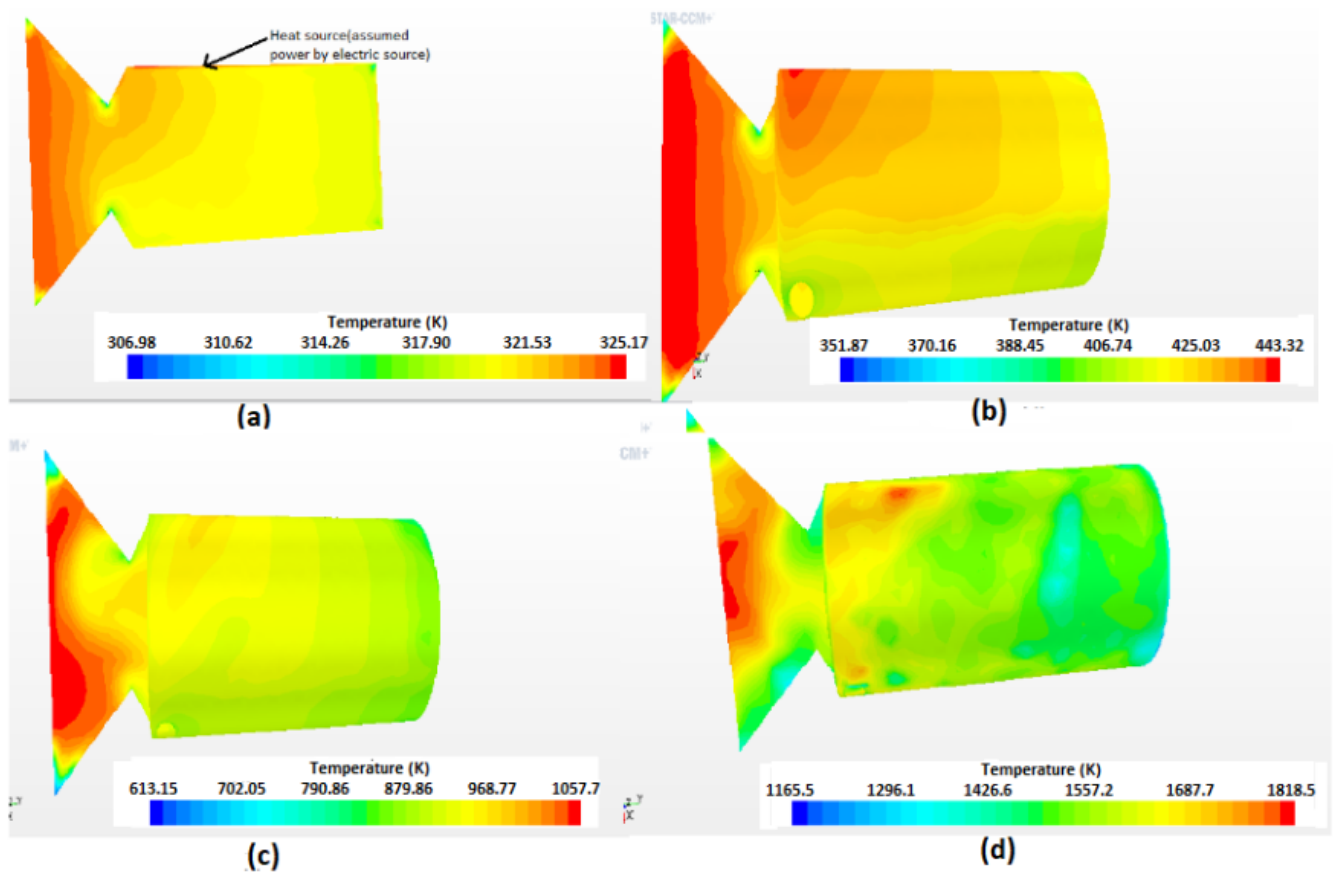 Heat source(assumed
power by electric source)
Temperature (K)
306.98 310.62 314.26 317.90 321.53 325.17
(a)
STAR-CCM+
Temperature (K)
351.87 370.16 388.45 406.74 425.03 443.32
(b)
M+
Temperature (K)
613.15 702.05 790.86 879.86 968.77 1057.7
(c)
CM+
Temperature (K)
1165.5 1296.1 1426.6 1557.2 1687.7 1818.5
(d)